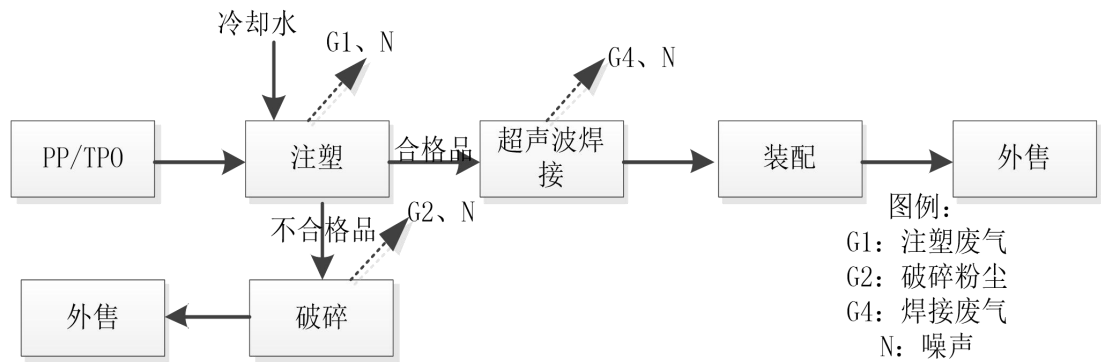 冷却水
G1、N
G4、N
PP/TPO
注塑
合格品
超声波焊
接
装配
外售
不合格品
G2、N
外售
破碎
图例:
G1: 注塑废气
G2: 破碎粉尘
G4: 焊接废气
N: 噪声